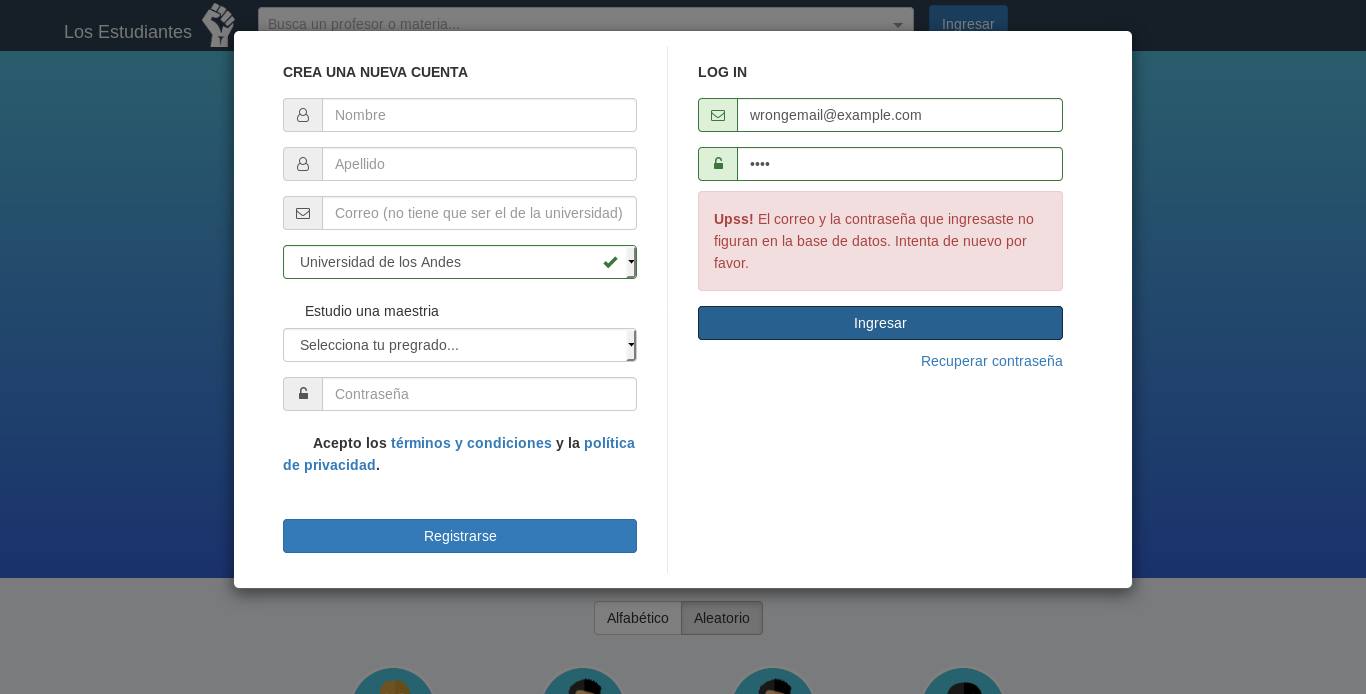 Los Estudiantes
Busca un profesor o materia...
Ingresar
CREA UNA NUEVA CUENTA
Nombre
Apellido
Correo (no tiene que ser el de la universidad)
Universidad de los Andes
Estudio una maestria
Selecciona tu pregrado...
Contraseña
Acepto los términos y condiciones y la política
de privacidad.
Registrarse
LOG IN
wrongemail@example.com
••••
Upss! El correo y la contraseña que ingresaste no
figuran en la base de datos. Intenta de nuevo por
favor.
Ingresar
Recuperar contraseña
Alfabético
Aleatorio